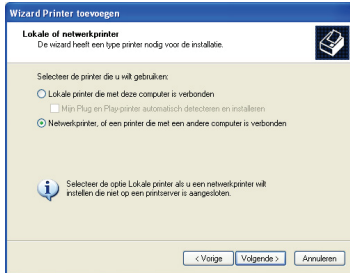 Wizard Printer toevoegen
Lokale of netwerkprinter
De wizard heeft een type printer nodig voor de installatie.
Selecteer de printer die u wilt gebruiken:
Lokale printer die met deze computer is verbonden
Mijn Plug en Play-printer automatisch detecteren en installeren
Netwerkprinter, of een printer die met een andere computer is verbonden
Selecteer de optie Lokale printer als u een netwerkprinter wilt
instellen die niet op een printserver is aangesloten.
< Vorige Volgende > Annuleren